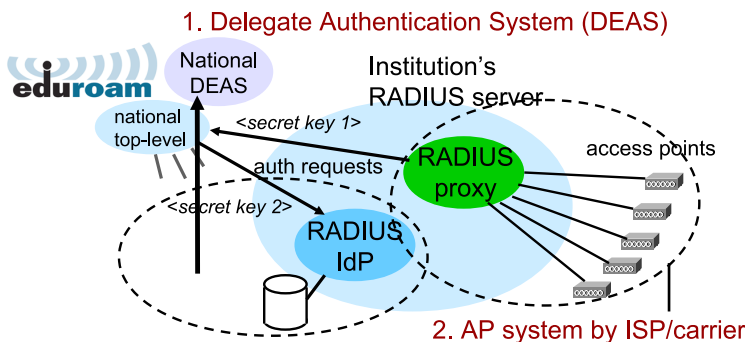 1. Delegate Authentication System (DEAS)
National
DEAS
eduroam
Institution's
RADIUS server
national
top-level
<secret key 1>
auth requests
<secret key 2>
RADIUS
proxy
access points
RADIUS
IdP
2. AP system by ISP/carrier